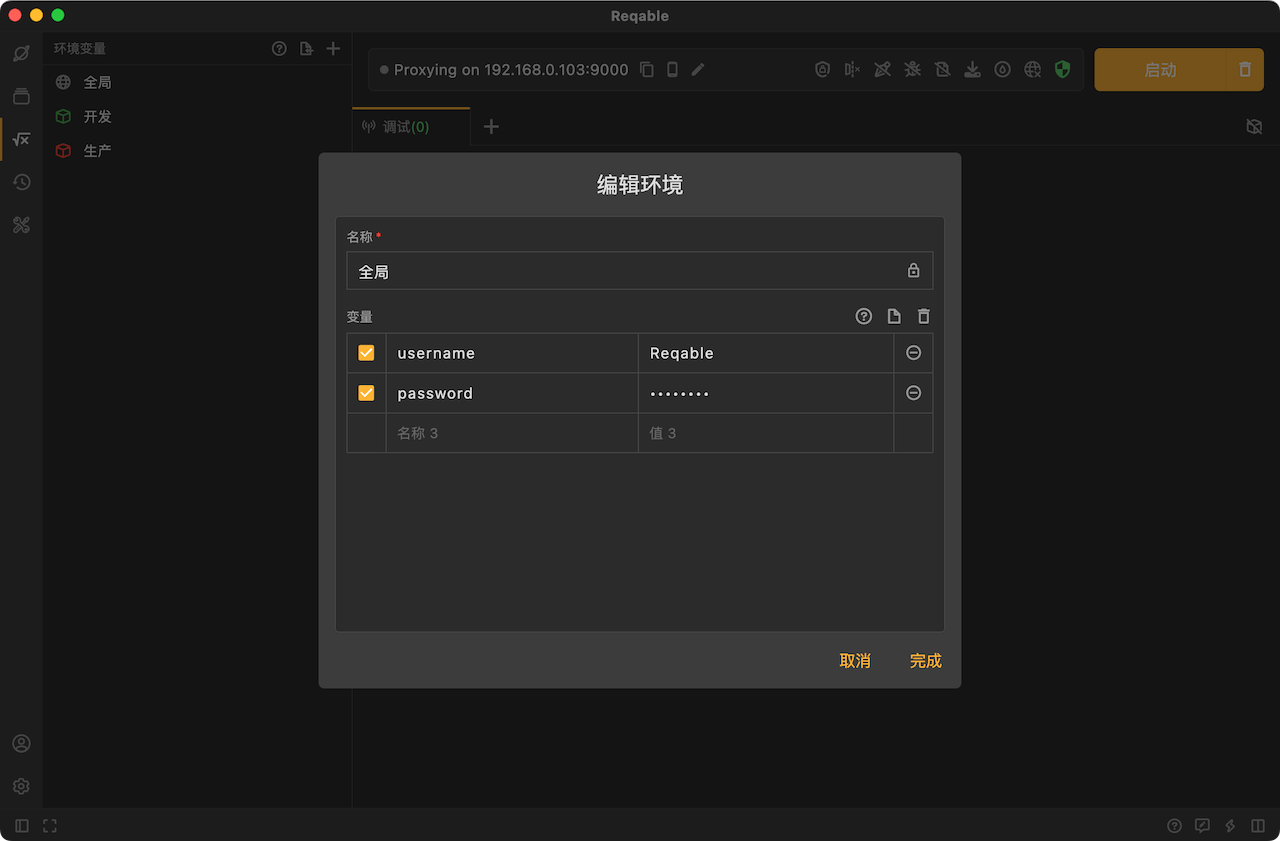 Reqable
环境变量
全局
开发
生产
Proxying on 192.168.0.103:9000
启动
调试(0)
编辑环境
名称*
全局
变量
username Reqable
password ••••••••
名称 3 值 3
取消 完成